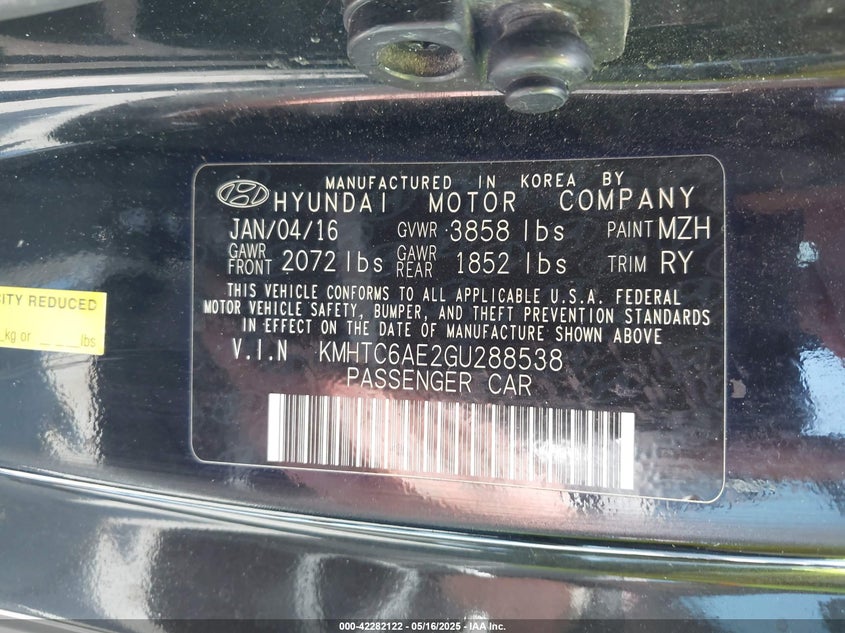 MANUFACTURED IN KOREA BY
HYUNDAI MOTOR COMPANY
JAN/04/16 GVWR 3858 lbs PAINT MZH
GAWR FRONT 2072 lbs GAWR REAR 1852 lbs TRIM RY
THIS VEHICLE CONFORMS TO ALL APPLICABLE U.S.A. FEDERAL
MOTOR VEHICLE SAFETY, BUMPER, AND THEFT PREVENTION STANDARDS
IN EFFECT ON THE DATE OF MANUFACTURE SHOWN ABOVE
V.I.N KMHTC6AE2GU288538
PASSENGER CAR
ITY REDUCED
kg or _ _ _lbs
000-42282122 - 05/16/2025 - IAA Inc.